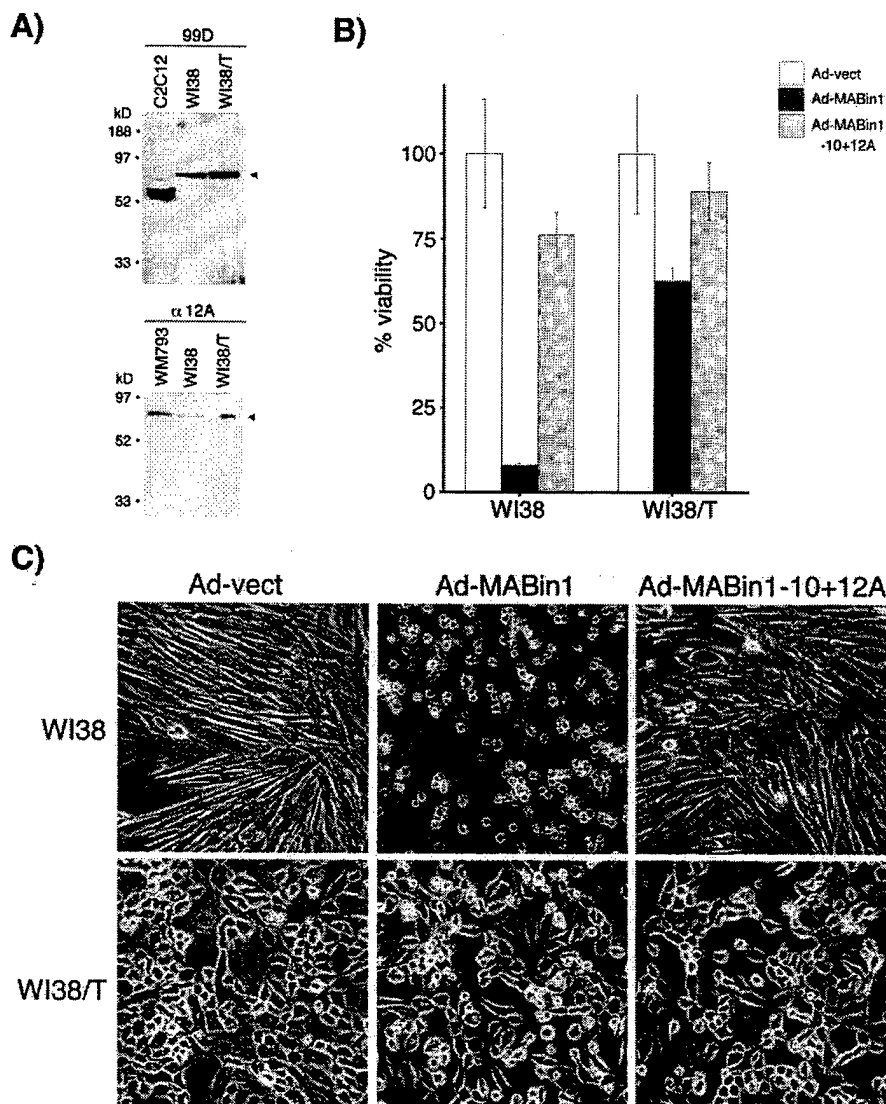 A)
99D
C2C12
WI38
WI38/T
kD
188
97
52
33
α 12A
WM793
WI38
WI38/T
kD
97
52
33
B)
Ad-vect
Ad-MABin1
Ad-MABin1
-10+12A
% viability
100
75
50
25
0
WI38
WI38/T
C)
Ad-vect
Ad-MABin1
Ad-MABin1-10+12A
WI38
WI38/T